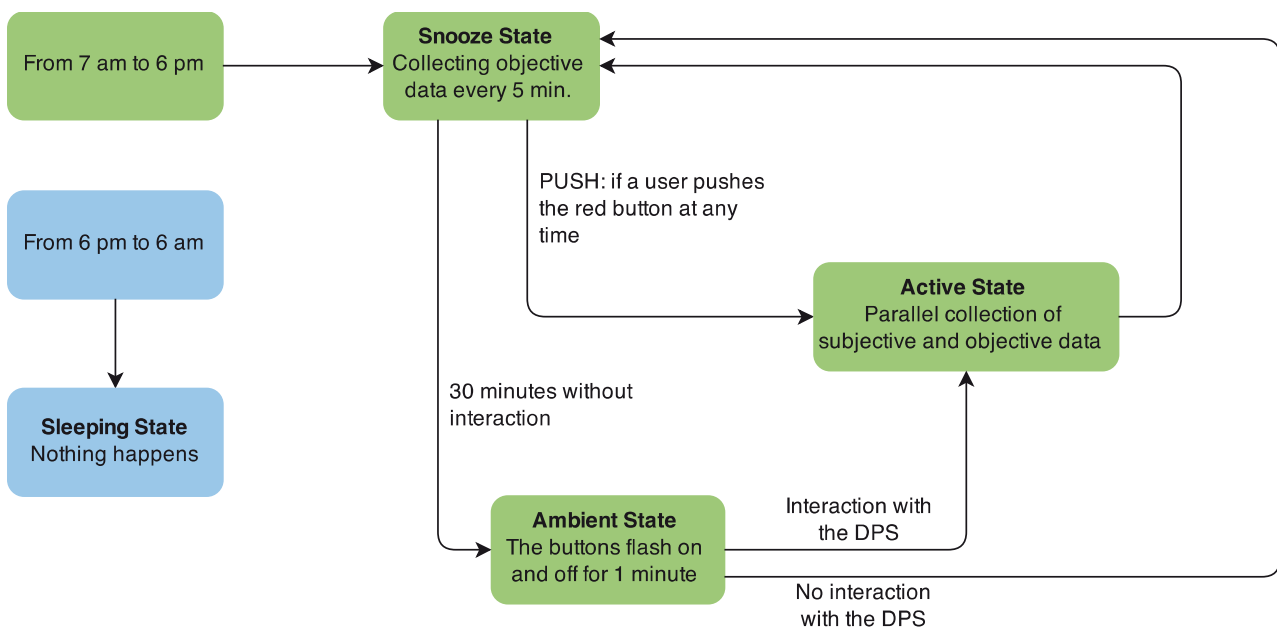 From 7 am to 6 pm
Snooze State
Collecting objective
data every 5 min.
PUSH: if a user pushes
the red button at any
time
From 6 pm to 6 am
Active State
Parallel collection of
subjective and objective data
30 minutes without
interaction
Sleeping State
Nothing happens
Ambient State
The buttons flash on
and off for 1 minute
Interaction with
the DPS
No interaction
with the DPS